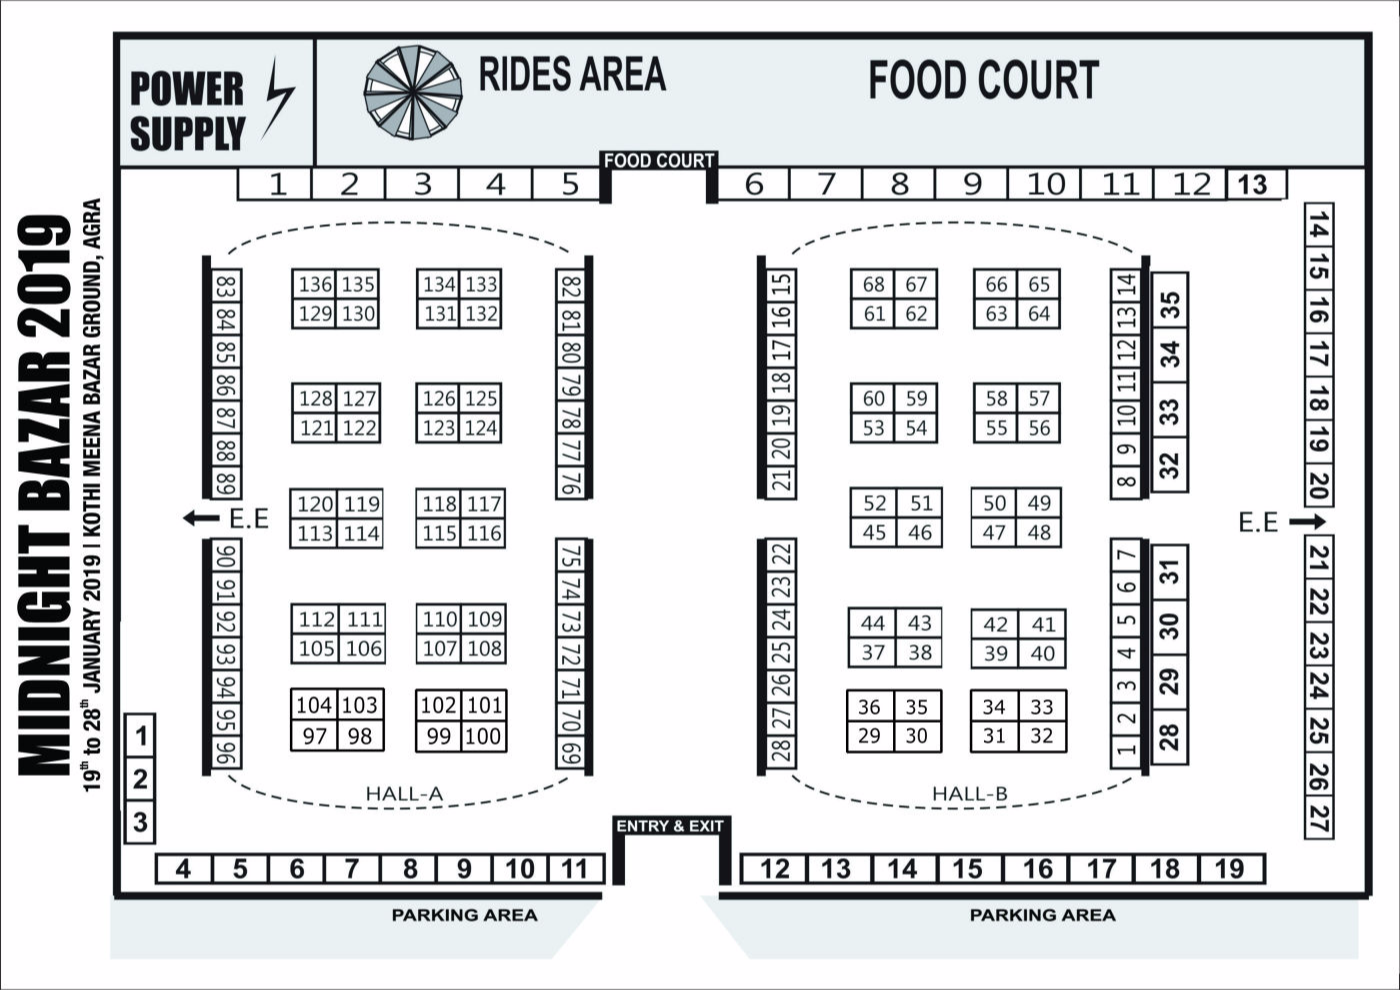 MIDNIGHT BAZAR 2019
19th to 28th JANUARY 2019 | KOTHI MEENA BAZAR GROUND, AGRA
POWER
SUPPLY
RIDES AREA
FOOD COURT
FOOD COURT
1 2 3 4 5
6 7 8 9 10 11 12 13
14 15 16 17 18 19 20
21 22 23 24 25 26 27
83 84 85 86 87 88 89
136 135 134 133
129 130 131 132
128 127 126 125
121 122 123 124
120 119 118 117
113 114 115 116
112 111 110 109
105 106 107 108
104 103 102 101
97 98 99 100
82 81 80 79 78 77 76
E.E
90 91 92 93 94 95 96
75 74 73 72 71 70 69
HALL-A
15 16 17 18 19 20 21
68 67 66 65
61 62 63 64
60 59 58 57
53 54 55 56
52 51 50 49
45 46 47 48
44 43 42 41
37 38 39 40
36 35 34 33
29 30 31 32
14 13 12 11 10 9 8
35 34 33 32
E.E
22 23 24 25 26 27 28
7 6 5 4 3 2 1
31 30 29 28
HALL-B
1
2
3
ENTRY & EXIT
4 5 6 7 8 9 10 11
12 13 14 15 16 17 18 19
PARKING AREA
PARKING AREA